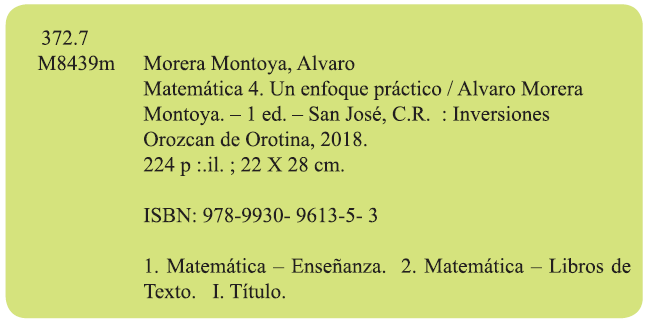 372.7
M8439m Morera Montoya, Alvaro
Matemática 4. Un enfoque práctico / Alvaro Morera
Montoya. – 1 ed. – San José, C.R. : Inversiones
Orozcan de Orotina, 2018.
224 p :.il. ; 22 X 28 cm.
ISBN: 978-9930- 9613-5- 3
1. Matemática – Enseñanza. 2. Matemática – Libros de
Texto. I. Título.